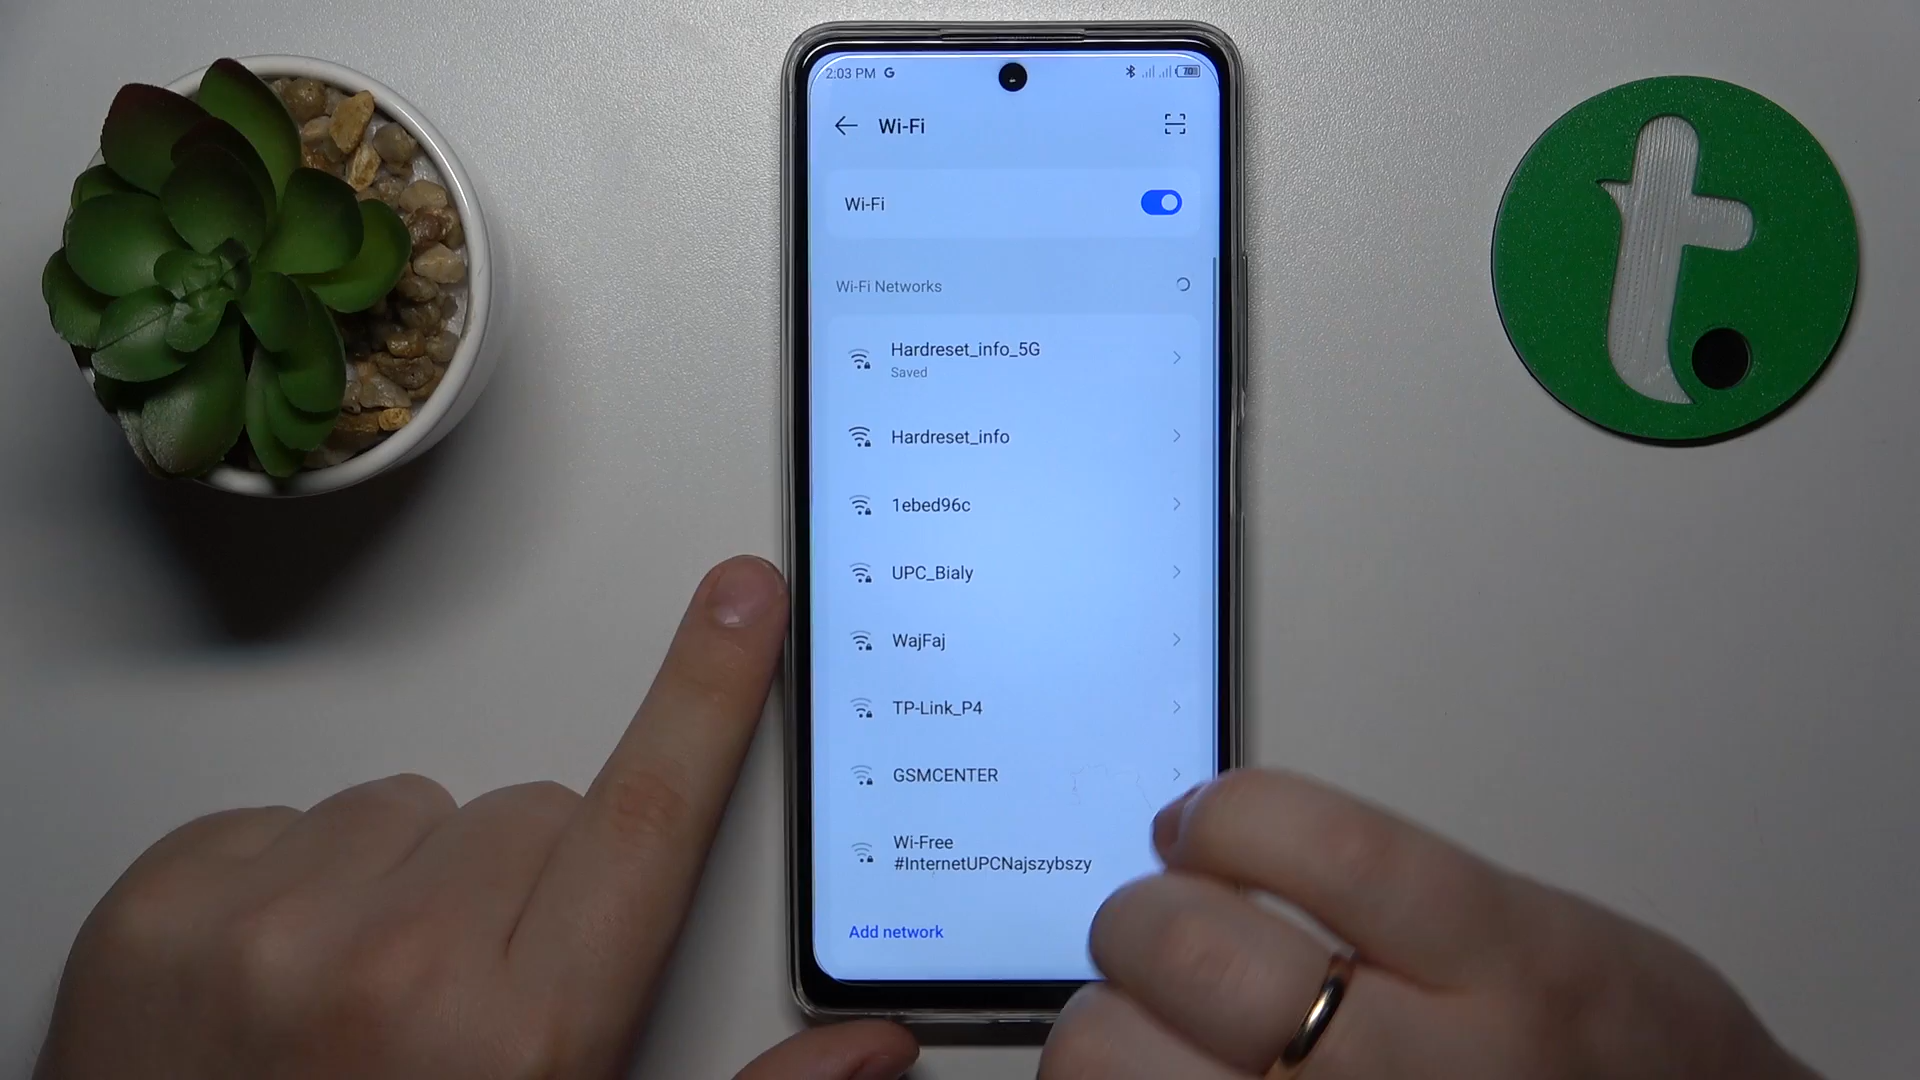 2:03 PM G
70
Wi-Fi
Wi-Fi
Wi-Fi Networks
Hardreset_info_5G
Saved
Hardreset_info
1ebed96c
UPC_Bialy
WajFaj
TP-Link_P4
GSMCENTER
Wi-Free
#InternetUPCNajszybszy
Add network
t